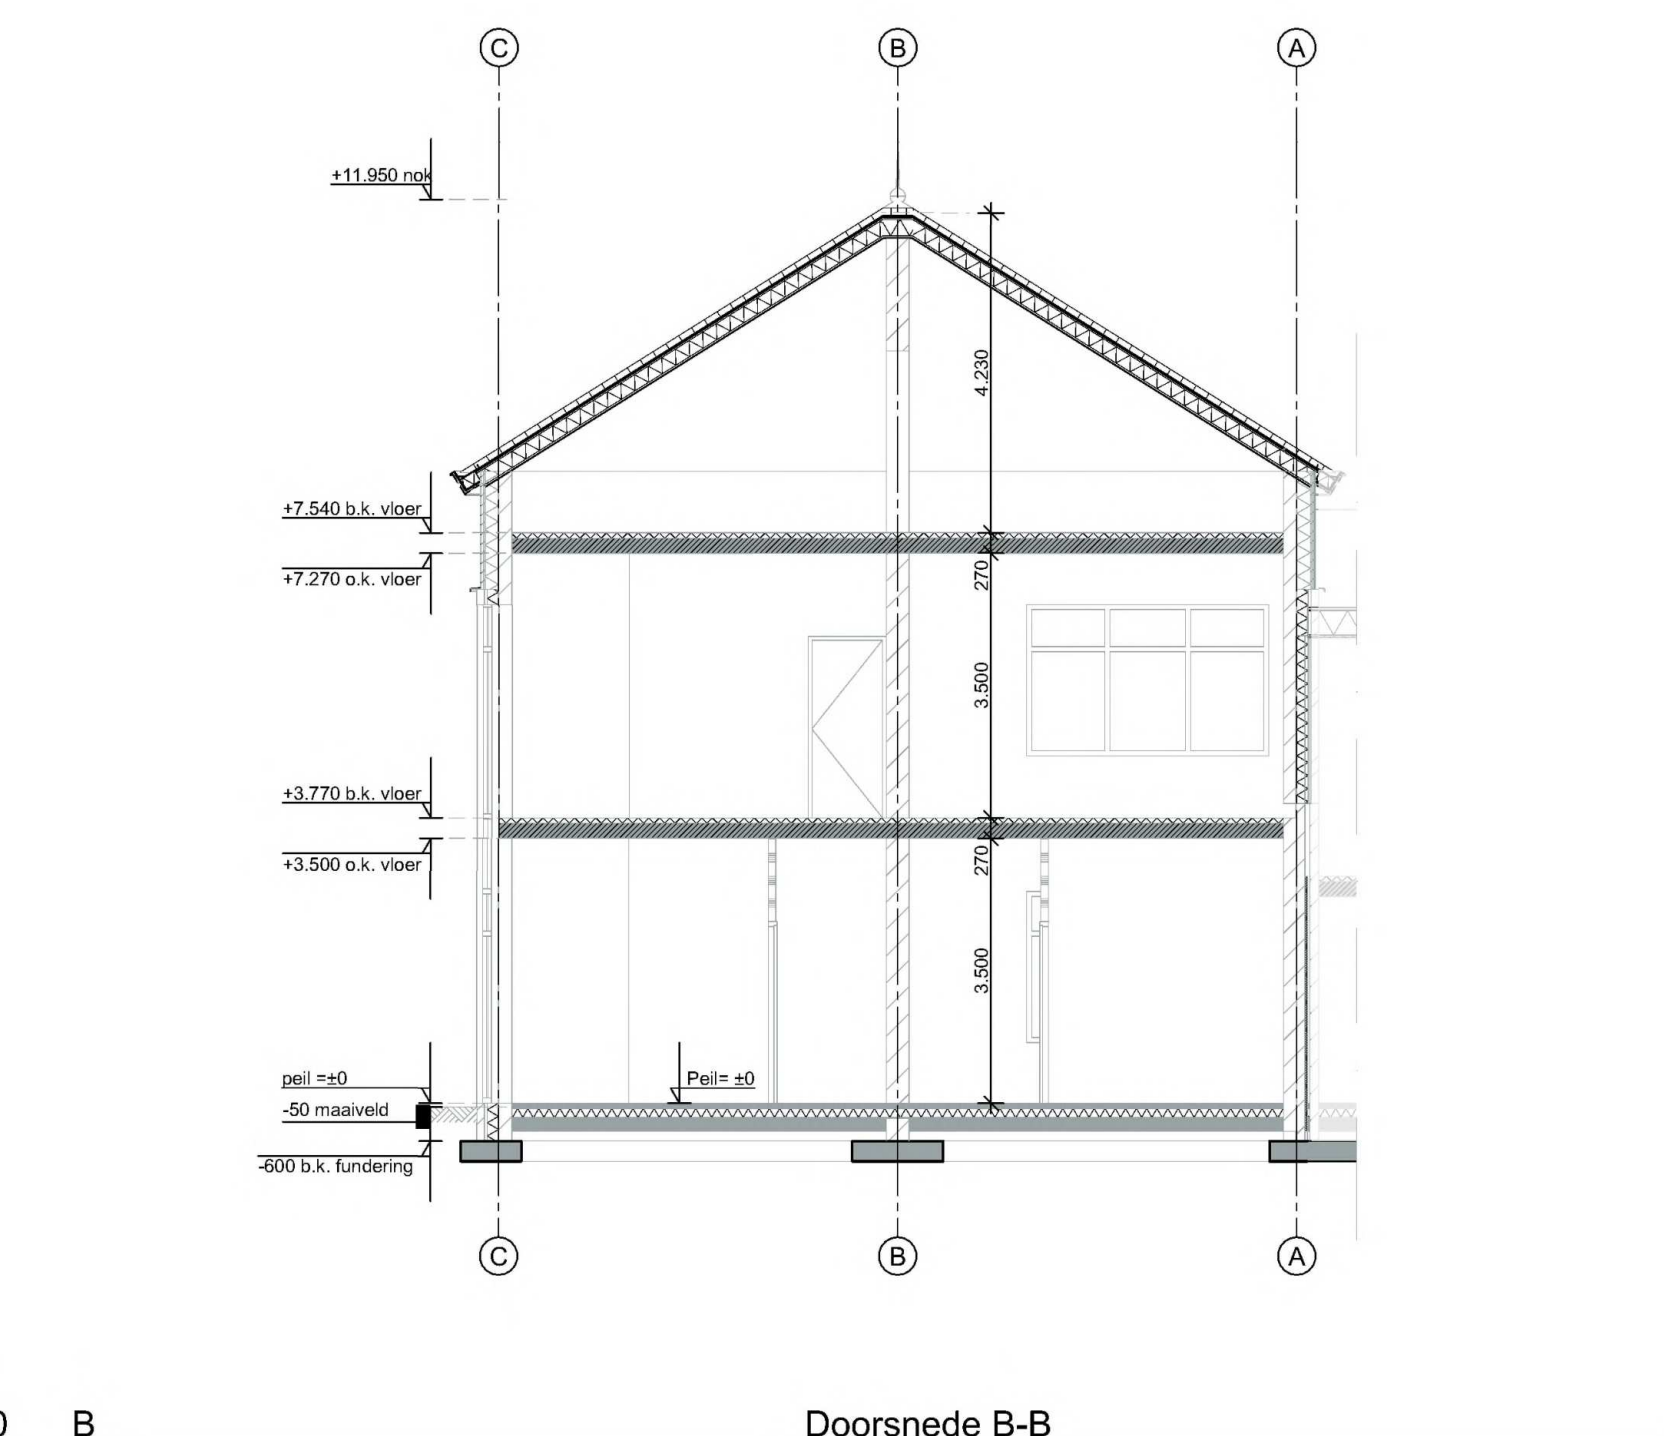 C B A
+11.950 nok
4.230
+7.540 b.k. vloer
+7.270 o.k. vloer
270
3.500
+3.770 b.k. vloer
+3.500 o.k. vloer
270
3.500
peil =±0
Peil= ±0
-50 maaiveld
-600 b.k. fundering
C B A
0 B
Doorsnede B-B